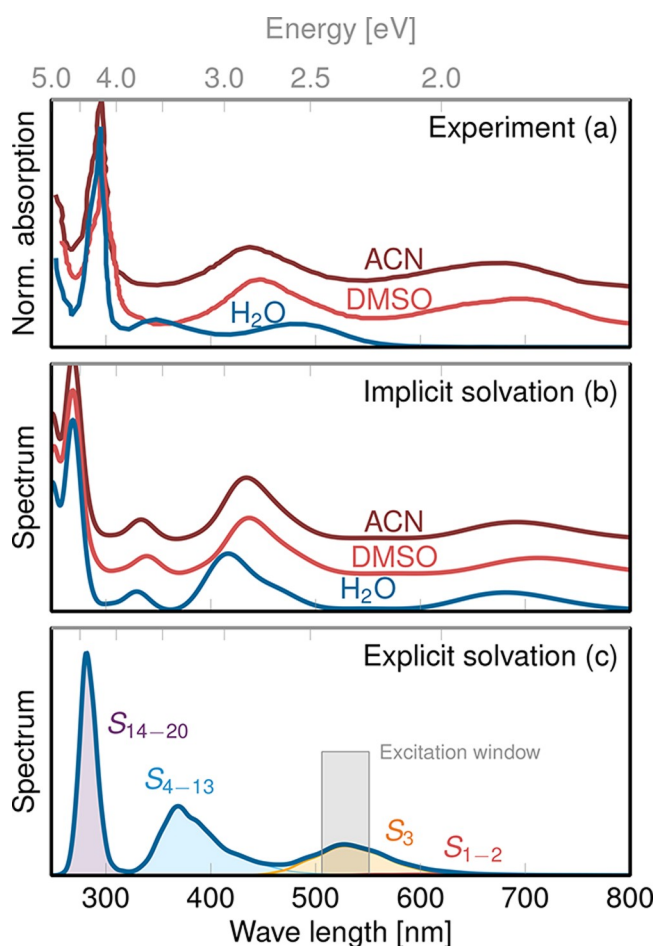 Energy [eV]
5.0 4.0 3.0 2.5 2.0
Norm. absorption
Experiment (a)
ACN
DMSO
H₂O
Spectrum
Implicit solvation (b)
ACN
DMSO
H₂O
Spectrum
Explicit solvation (c)
S₁₄₋₂₀
Excitation window
S₄₋₁₃
S₃
S₁₋₂
300 400 500 600 700 800
Wave length [nm]